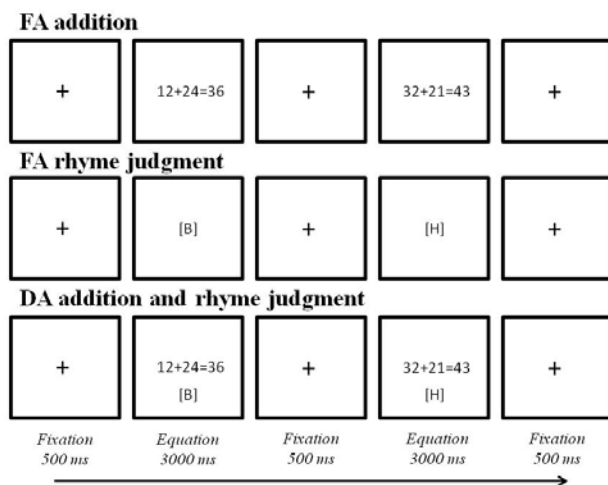 FA addition
+ 12+24=36 + 32+21=43 +
FA rhyme judgment
+ [B] + [H] +
DA addition and rhyme judgment
+ 12+24=36 + 32+21=43 +
[B] [H]
Fixation Equation Fixation Equation Fixation
500 ms 3000 ms 500 ms 3000 ms 500 ms